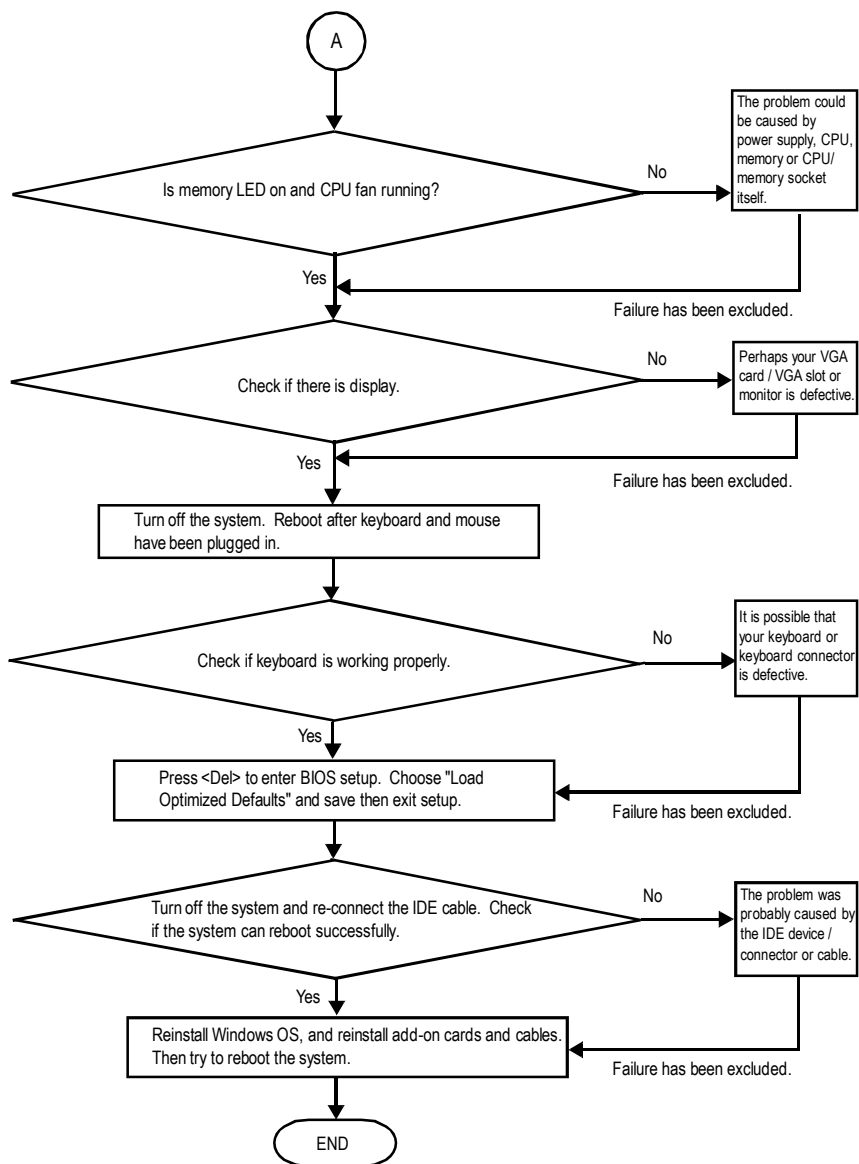 A
Is memory LED on and CPU fan running?
No
The problem could
be caused by
power supply, CPU,
memory or CPU/
memory socket
itself.
Yes
Failure has been excluded.
Check if there is display.
No
Perhaps your VGA
card / VGA slot or
monitor is defective.
Yes
Failure has been excluded.
Turn off the system. Reboot after keyboard and mouse
have been plugged in.
Check if keyboard is working properly.
No
It is possible that
your keyboard or
keyboard connector
is defective.
Yes
Press <Del> to enter BIOS setup. Choose "Load
Optimized Defaults" and save then exit setup.
Failure has been excluded.
Turn off the system and re-connect the IDE cable. Check
if the system can reboot successfully.
No
The problem was
probably caused by
the IDE device /
connector or cable.
Yes
Reinstall Windows OS, and reinstall add-on cards and cables.
Then try to reboot the system.
Failure has been excluded.
END